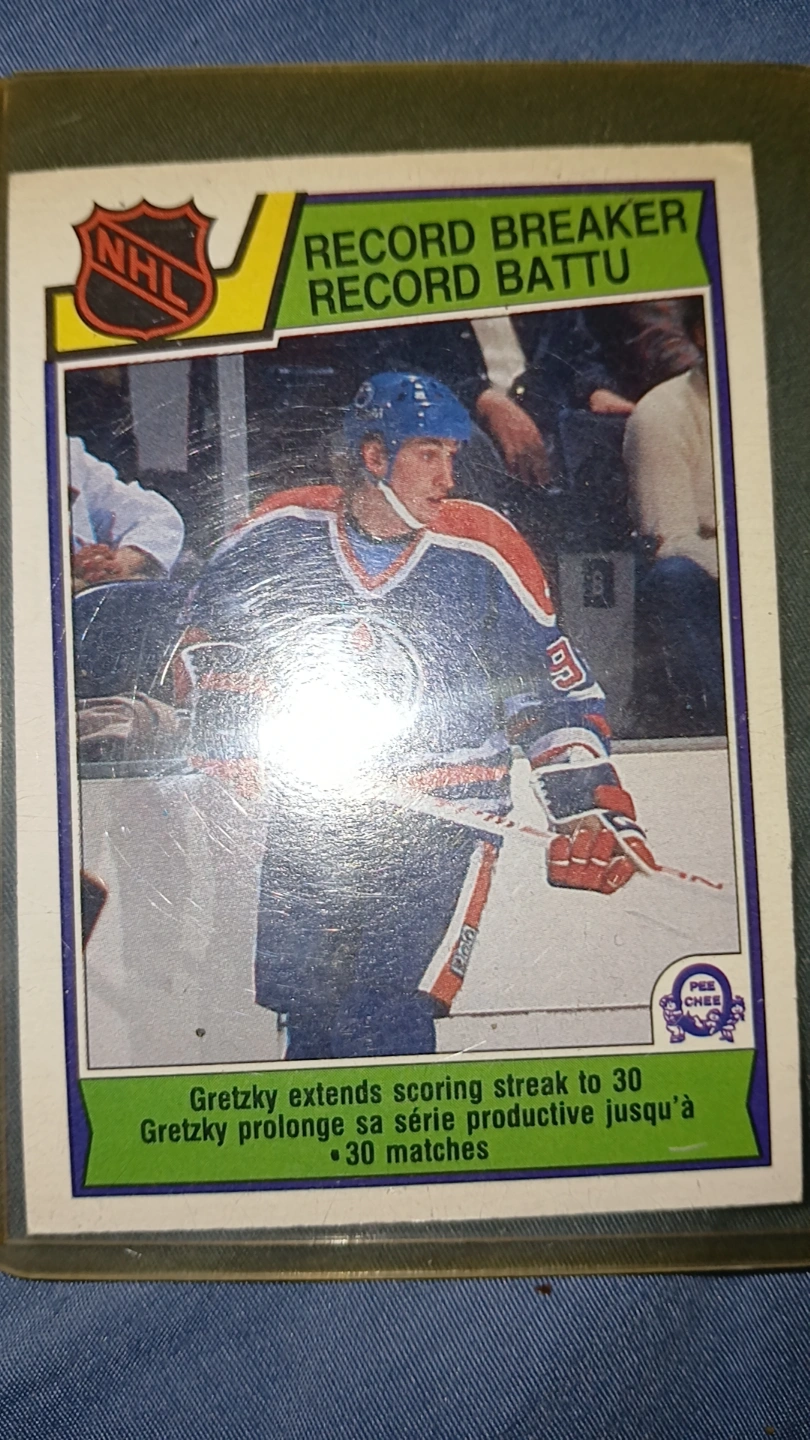 NHL
RECORD BREAKER
RECORD BATTU
9
PEE
CHEE
Gretzky extends scoring streak to 30
Gretzky prolonge sa série productive jusqu'à
30 matches